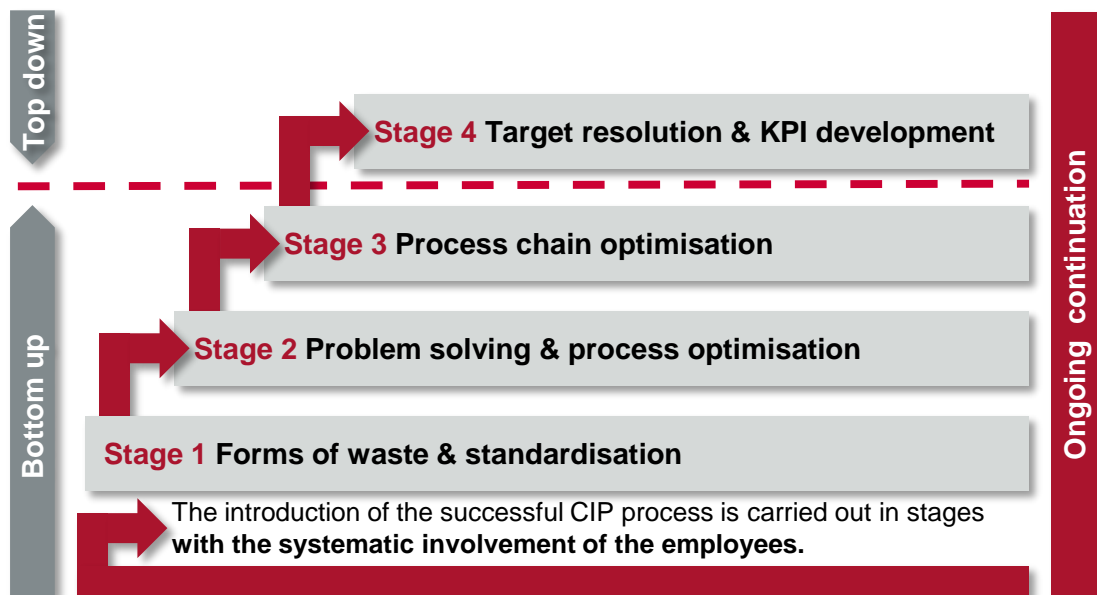 Top down
Stage 4 Target resolution & KPI development
Stage 3 Process chain optimisation
Stage 2 Problem solving & process optimisation
Stage 1 Forms of waste & standardisation
The introduction of the successful CIP process is carried out in stages
with the systematic involvement of the employees.
Bottom up
Ongoing continuation